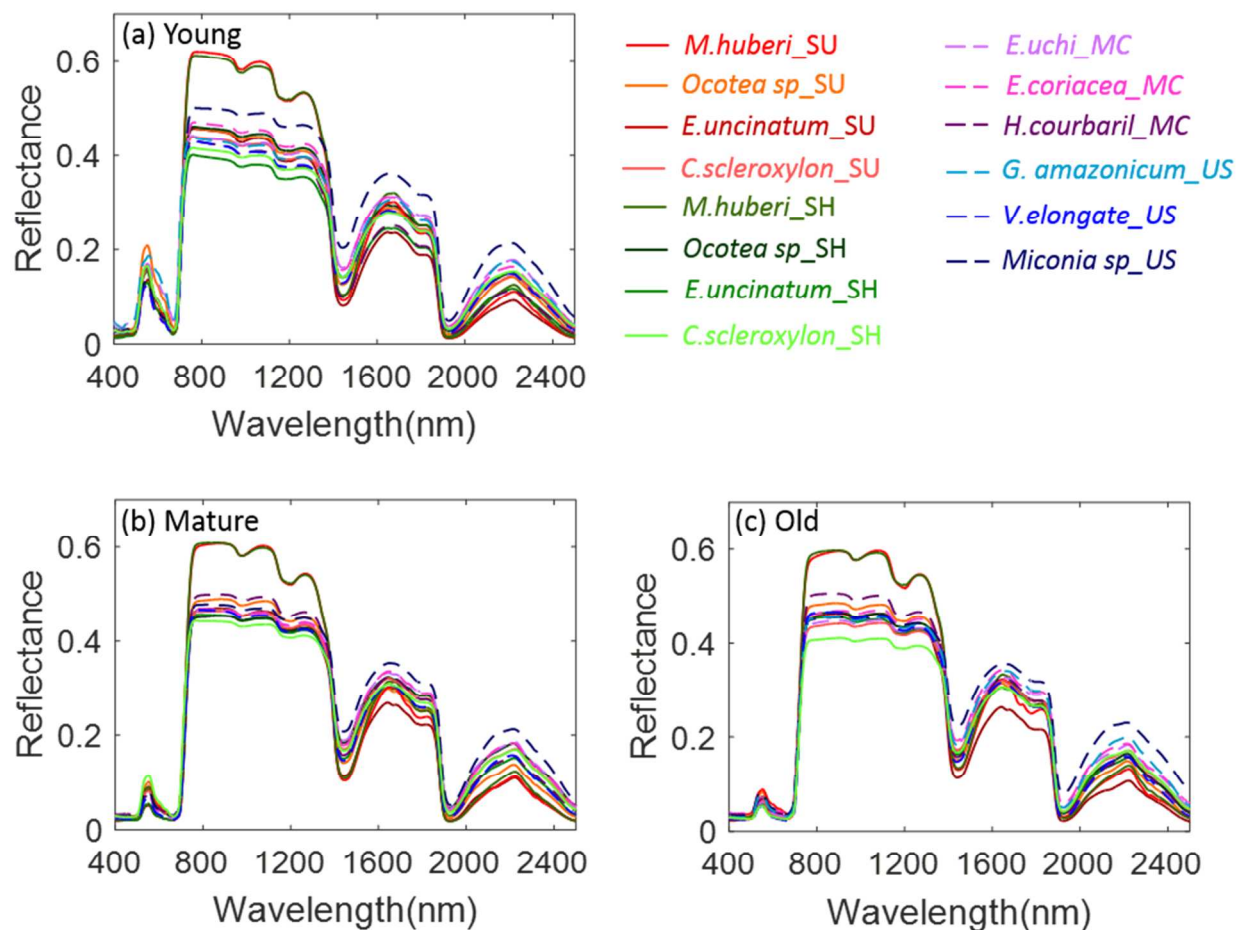 (a) Young
0.6
0.4
0.2
0
Reflectance
400 800 1200 1600 2000 2400
Wavelength(nm)
M.huberi_SU
Ocotea sp_SU
E.uncinatum_SU
C.scleroxylon_SU
M.huberi_SH
Ocotea sp_SH
E.uncinatum_SH
C.scleroxylon_SH
E.uchi_MC
E.coriacea_MC
H.courbaril_MC
G. amazonicum_US
V.elongate_US
Miconia sp_US
(b) Mature
0.6
0.4
0.2
0
Reflectance
400 800 1200 1600 2000 2400
Wavelength(nm)
(c) Old
0.6
0.4
0.2
0
Reflectance
400 800 1200 1600 2000 2400
Wavelength(nm)